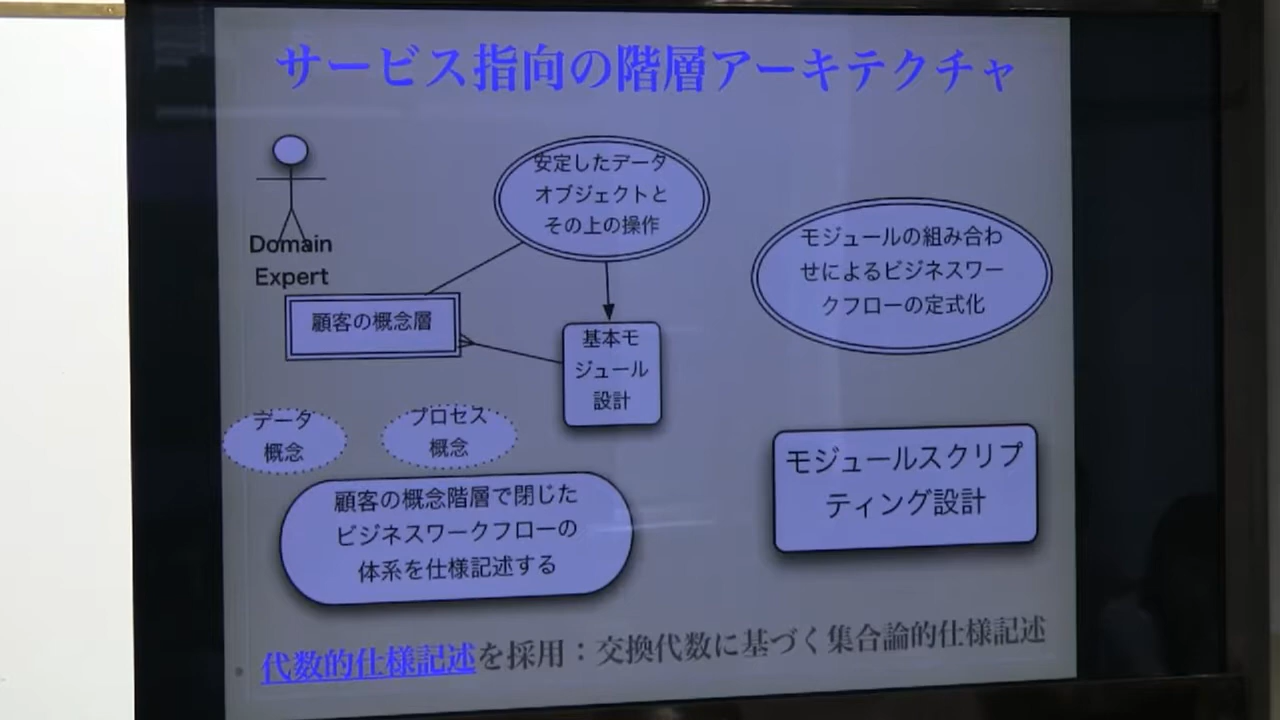 サービス指向の階層アーキテクチャ
Domain
Expert
安定したデータ
オブジェクトと
その上の操作
モジュールの組み合わ
せによるビジネスワー
クフローの定式化
顧客の概念層
基本モ
ジュール
設計
データ
概念
プロセス
概念
モジュールスクリプ
ティング設計
顧客の概念階層で閉じた
ビジネスワークフローの
体系を仕様記述する
代数的仕様記述を採用：交換代数に基づく集合論的仕様記述